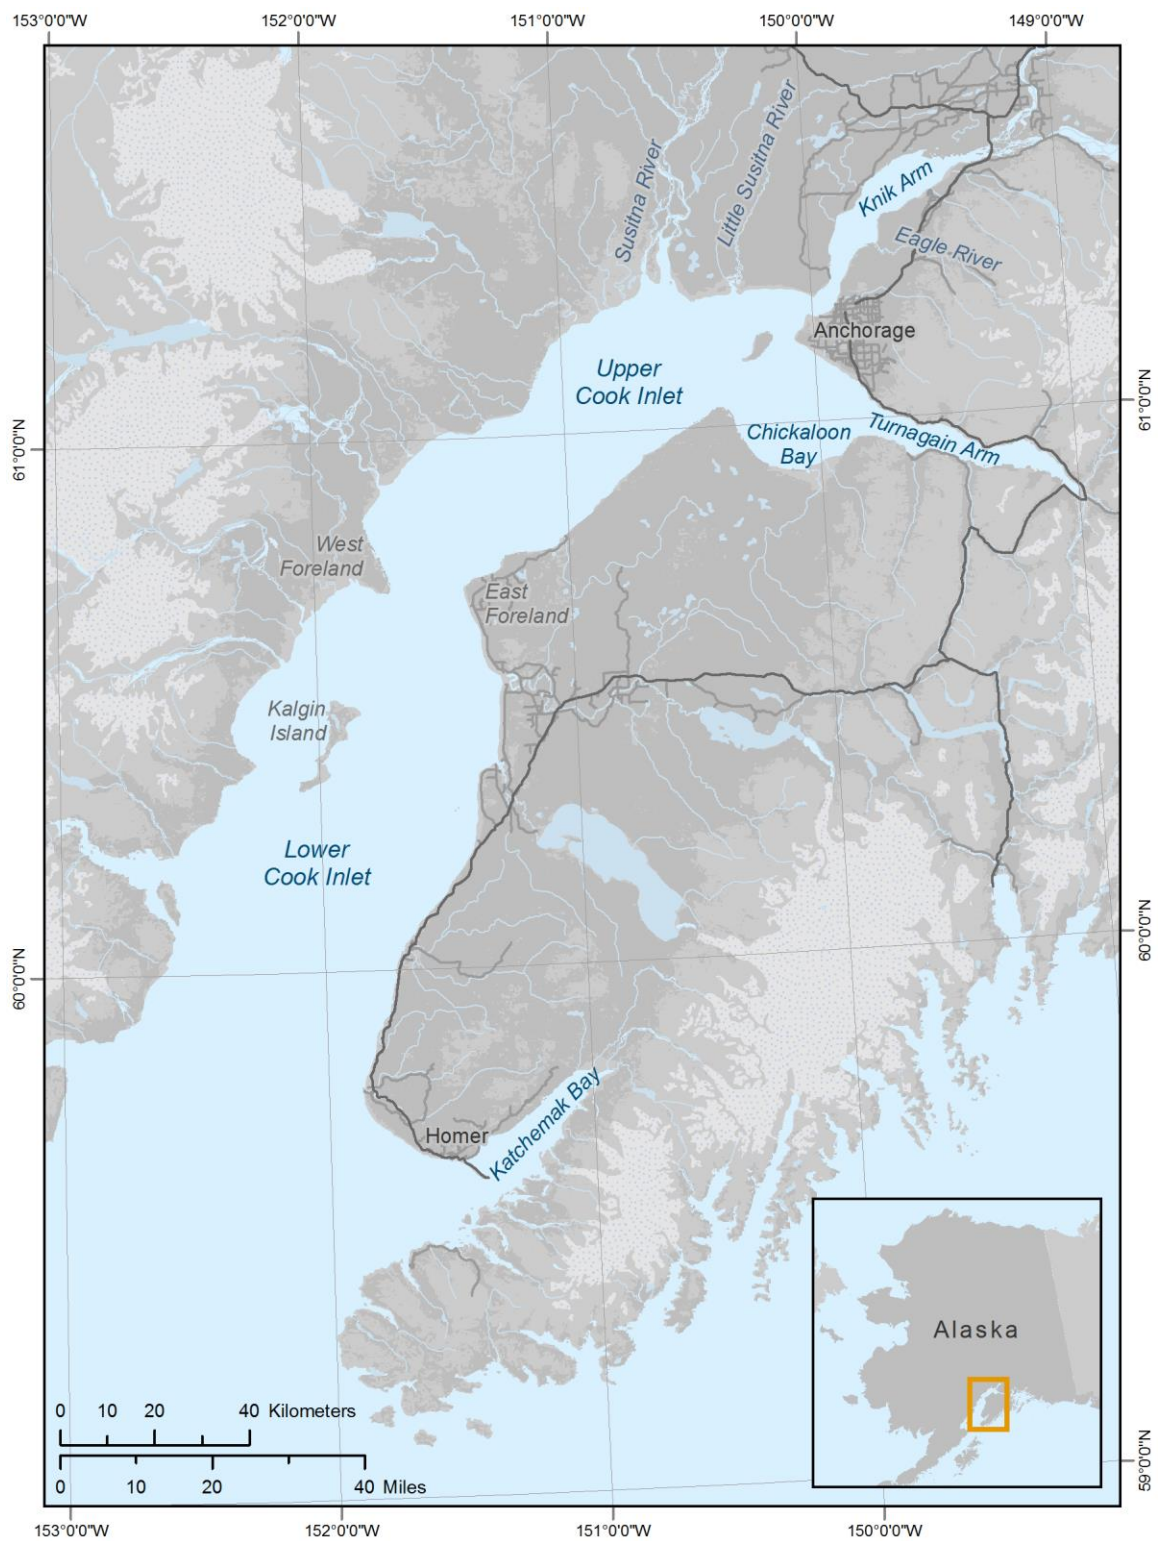 153°0'0"W 152°0'0"W 151°0'0"W 150°0'0"W 149°0'0"W
Susitna River
Little Susitna River
Knik Arm
Eagle River
Anchorage
Upper
Cook Inlet
61°0'0"N
Chickaloon
Bay
Turnagain Arm
61°0'0"N
West
Foreland
East
Foreland
Kalgin
Island
Lower
Cook Inlet
60°0'0"N
60°0'0"N
Homer
Katchemak Bay
Alaska
0 10 20 40 Kilometers
0 10 20 40 Miles
59°0'0"N
153°0'0"W 152°0'0"W 151°0'0"W 150°0'0"W